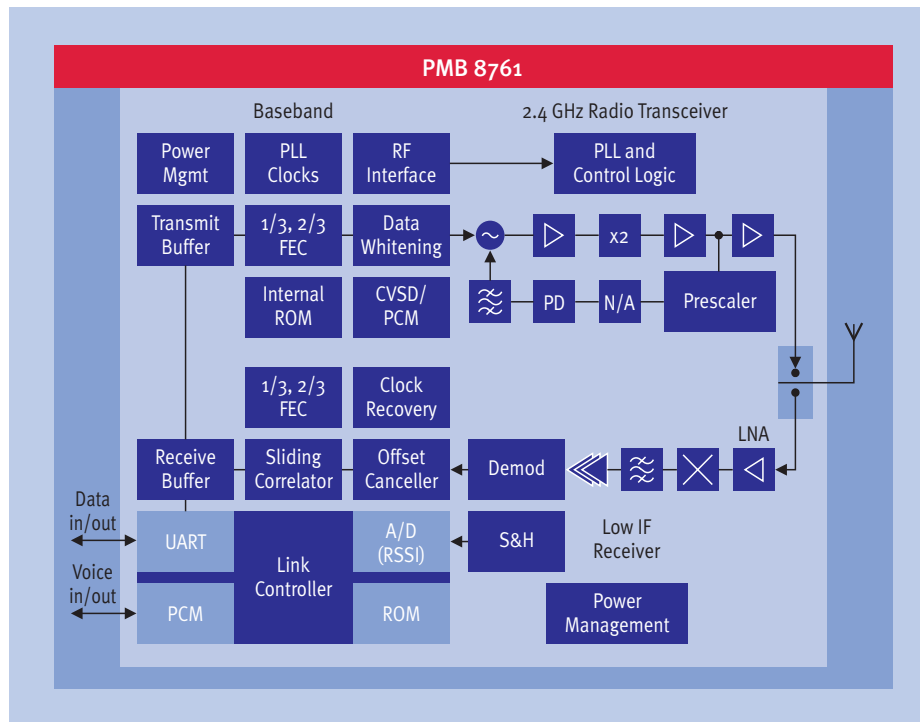 PMB 8761
Baseband
2.4 GHz Radio Transceiver
Power
Mgmt
PLL
Clocks
RF
Interface
PLL and
Control Logic
Transmit
Buffer
1/3, 2/3
FEC
Data
Whitening
x2
Internal
ROM
CVSD/
PCM
PD
N/A
Prescaler
1/3, 2/3
FEC
Clock
Recovery
LNA
Receive
Buffer
Sliding
Correlator
Offset
Canceller
Demod
Data
in/out
UART
Link
Controller
A/D
(RSSI)
S&H
Low IF
Receiver
Voice
in/out
PCM
ROM
Power
Management